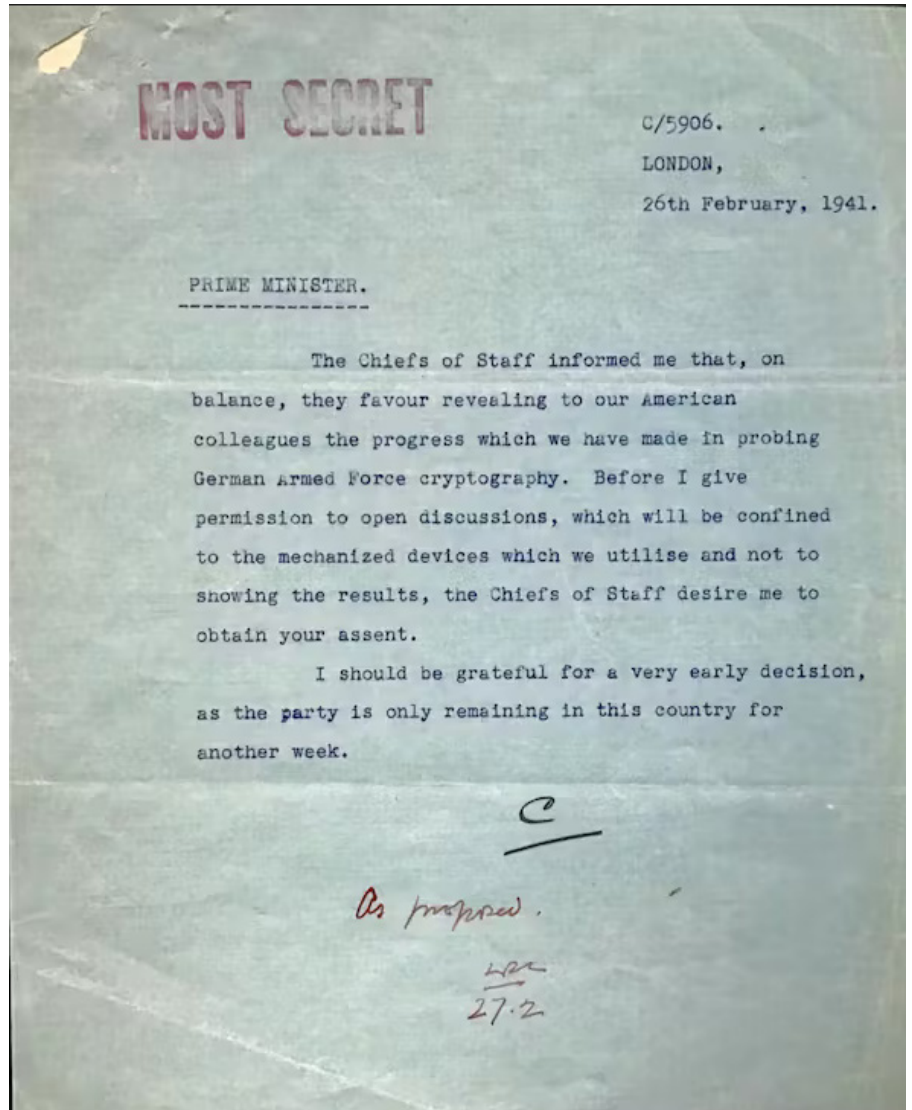 MOST SECRET
C/5906.
LONDON,
26th February, 1941.
PRIME MINISTER.
The Chiefs of Staff informed me that, on
balance, they favour revealing to our American
colleagues the progress which we have made in probing
German Armed Force cryptography. Before I give
permission to open discussions, which will be confined
to the mechanized devices which we utilise and not to
showing the results, the Chiefs of Staff desire me to
obtain your assent.
I should be grateful for a very early decision,
as the party is only remaining in this country for
another week.
C
As proposed.
WSC
27.2